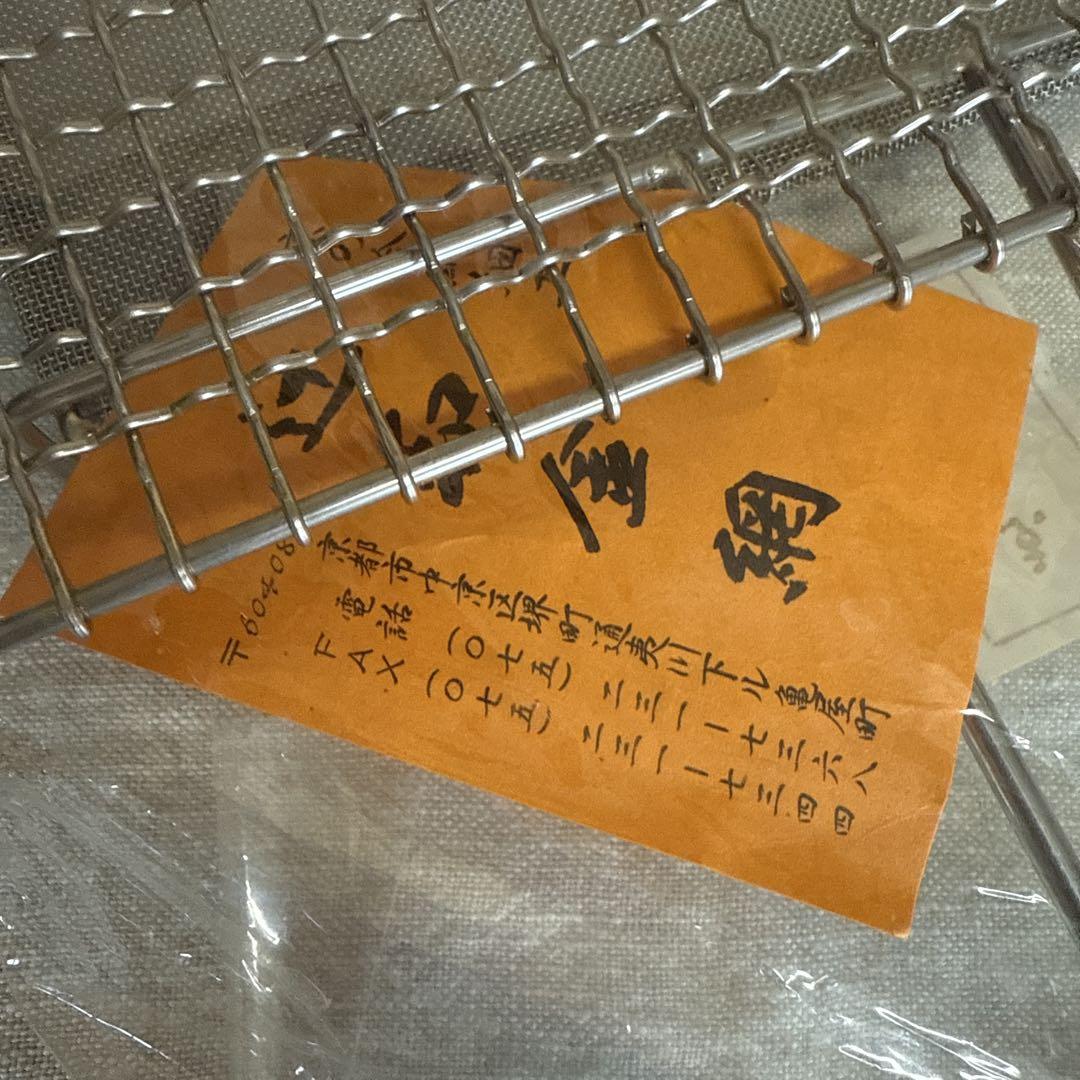 辻和金網
〒60408
京都市中京区堺町通夷川下ル亀屋町
電話 (〇七五) 二三一ー七三六八
FAX (〇七五) 二三一ー七三四四